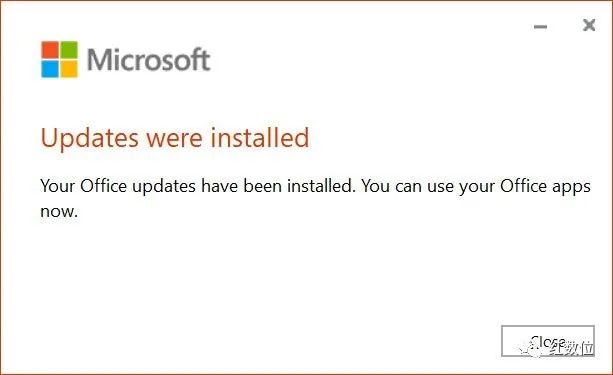 Microsoft
Updates were installed
Your Office updates have been installed. You can use your Office apps
now.
Close
红数位